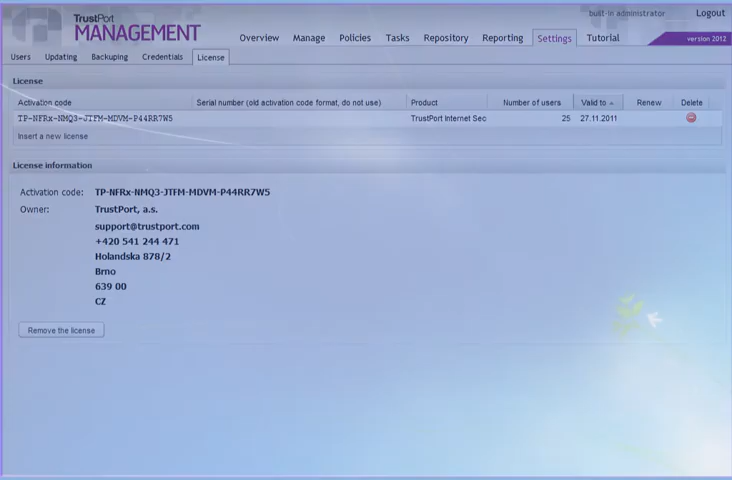 TrustPort
MANAGEMENT
built-in administrator
Logout
Overview Manage Policies Tasks Repository Reporting Settings Tutorial
version 2012
Users Updating Backuping Credentials License
License
Activation code Serial number (old activation code format, do not use) Product Number of users Valid to Renew Delete
TP-NFRx-NMQ3-JTFM-MDVM-P44RR7W5 TrustPort Internet Sec 25 27.11.2011
Insert a new license
License information
Activation code: TP-NFRx-NMQ3-JTFM-MDVM-P44RR7W5
Owner: TrustPort, a.s.
support@trustport.com
+420 541 244 471
Holandska 878/2
Brno
639 00
CZ
Remove the license